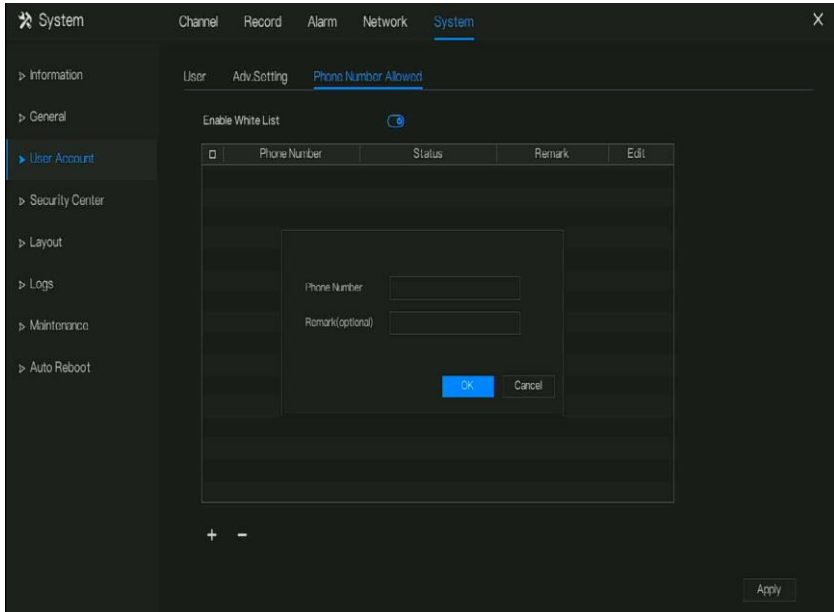 System Channel Record Alarm Network System X
Information
General
User Account
Security Center
Layout
Logs
Maintenance
Auto Reboot
User Adv.Setting Phone Number Allowed
Enable White List
Phone Number Status Remark Edit
Phone Number
Remark(optional)
OK Cancel
+ -
Apply